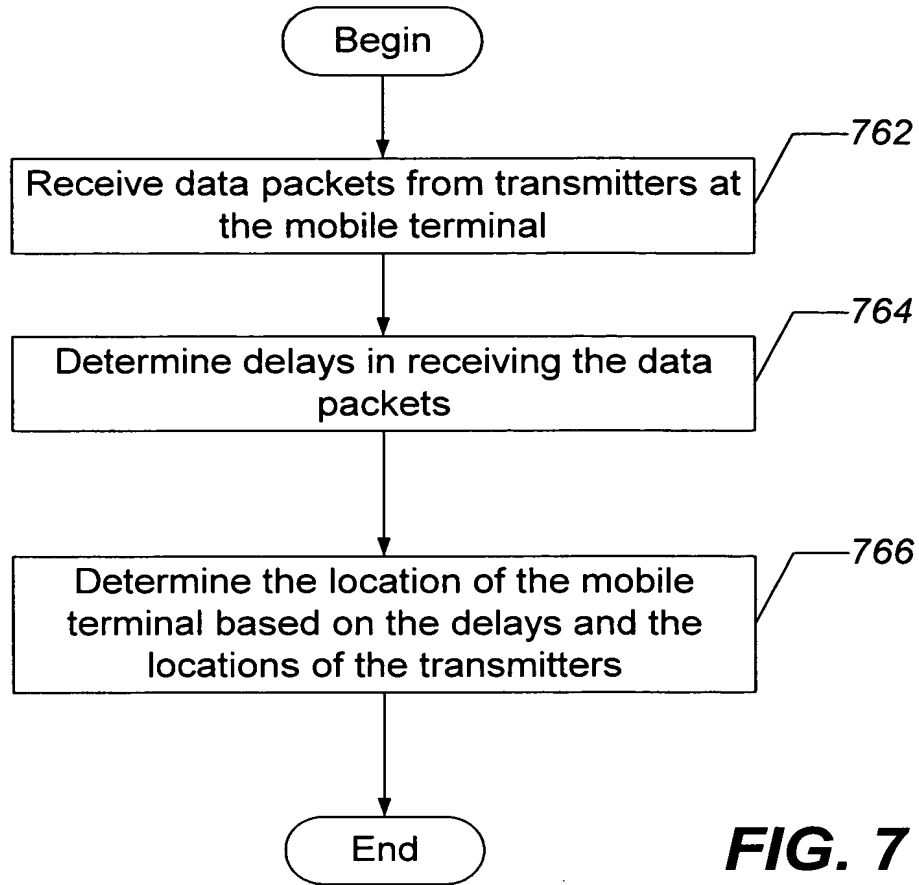 Begin
762
Receive data packets from transmitters at
the mobile terminal
764
Determine delays in receiving the data
packets
766
Determine the location of the mobile
terminal based on the delays and the
locations of the transmitters
End
FIG. 7